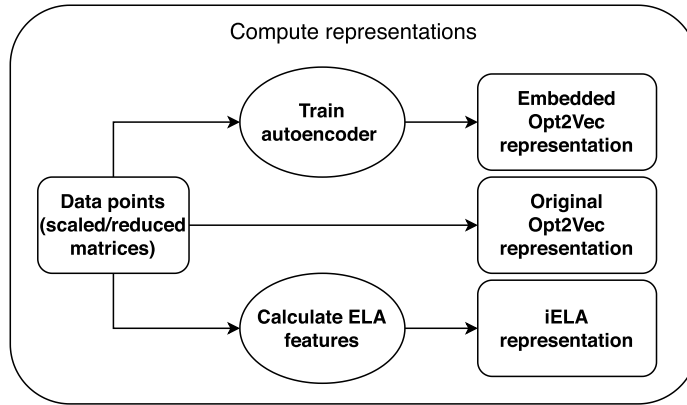 Compute representations
Train
autoencoder
Embedded
Opt2Vec
representation
Data points
(scaled/reduced
matrices)
Original
Opt2Vec
representation
Calculate ELA
features
iELA
representation